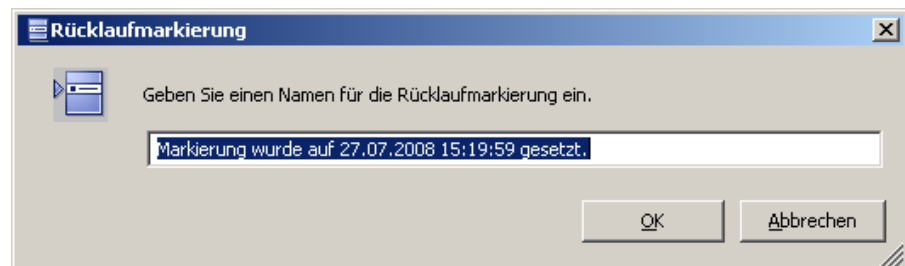 Rücklaufmarkierung
Geben Sie einen Namen für die Rücklaufmarkierung ein.
Markierung wurde auf 27.07.2008 15:19:59 gesetzt.
OK Abbrechen